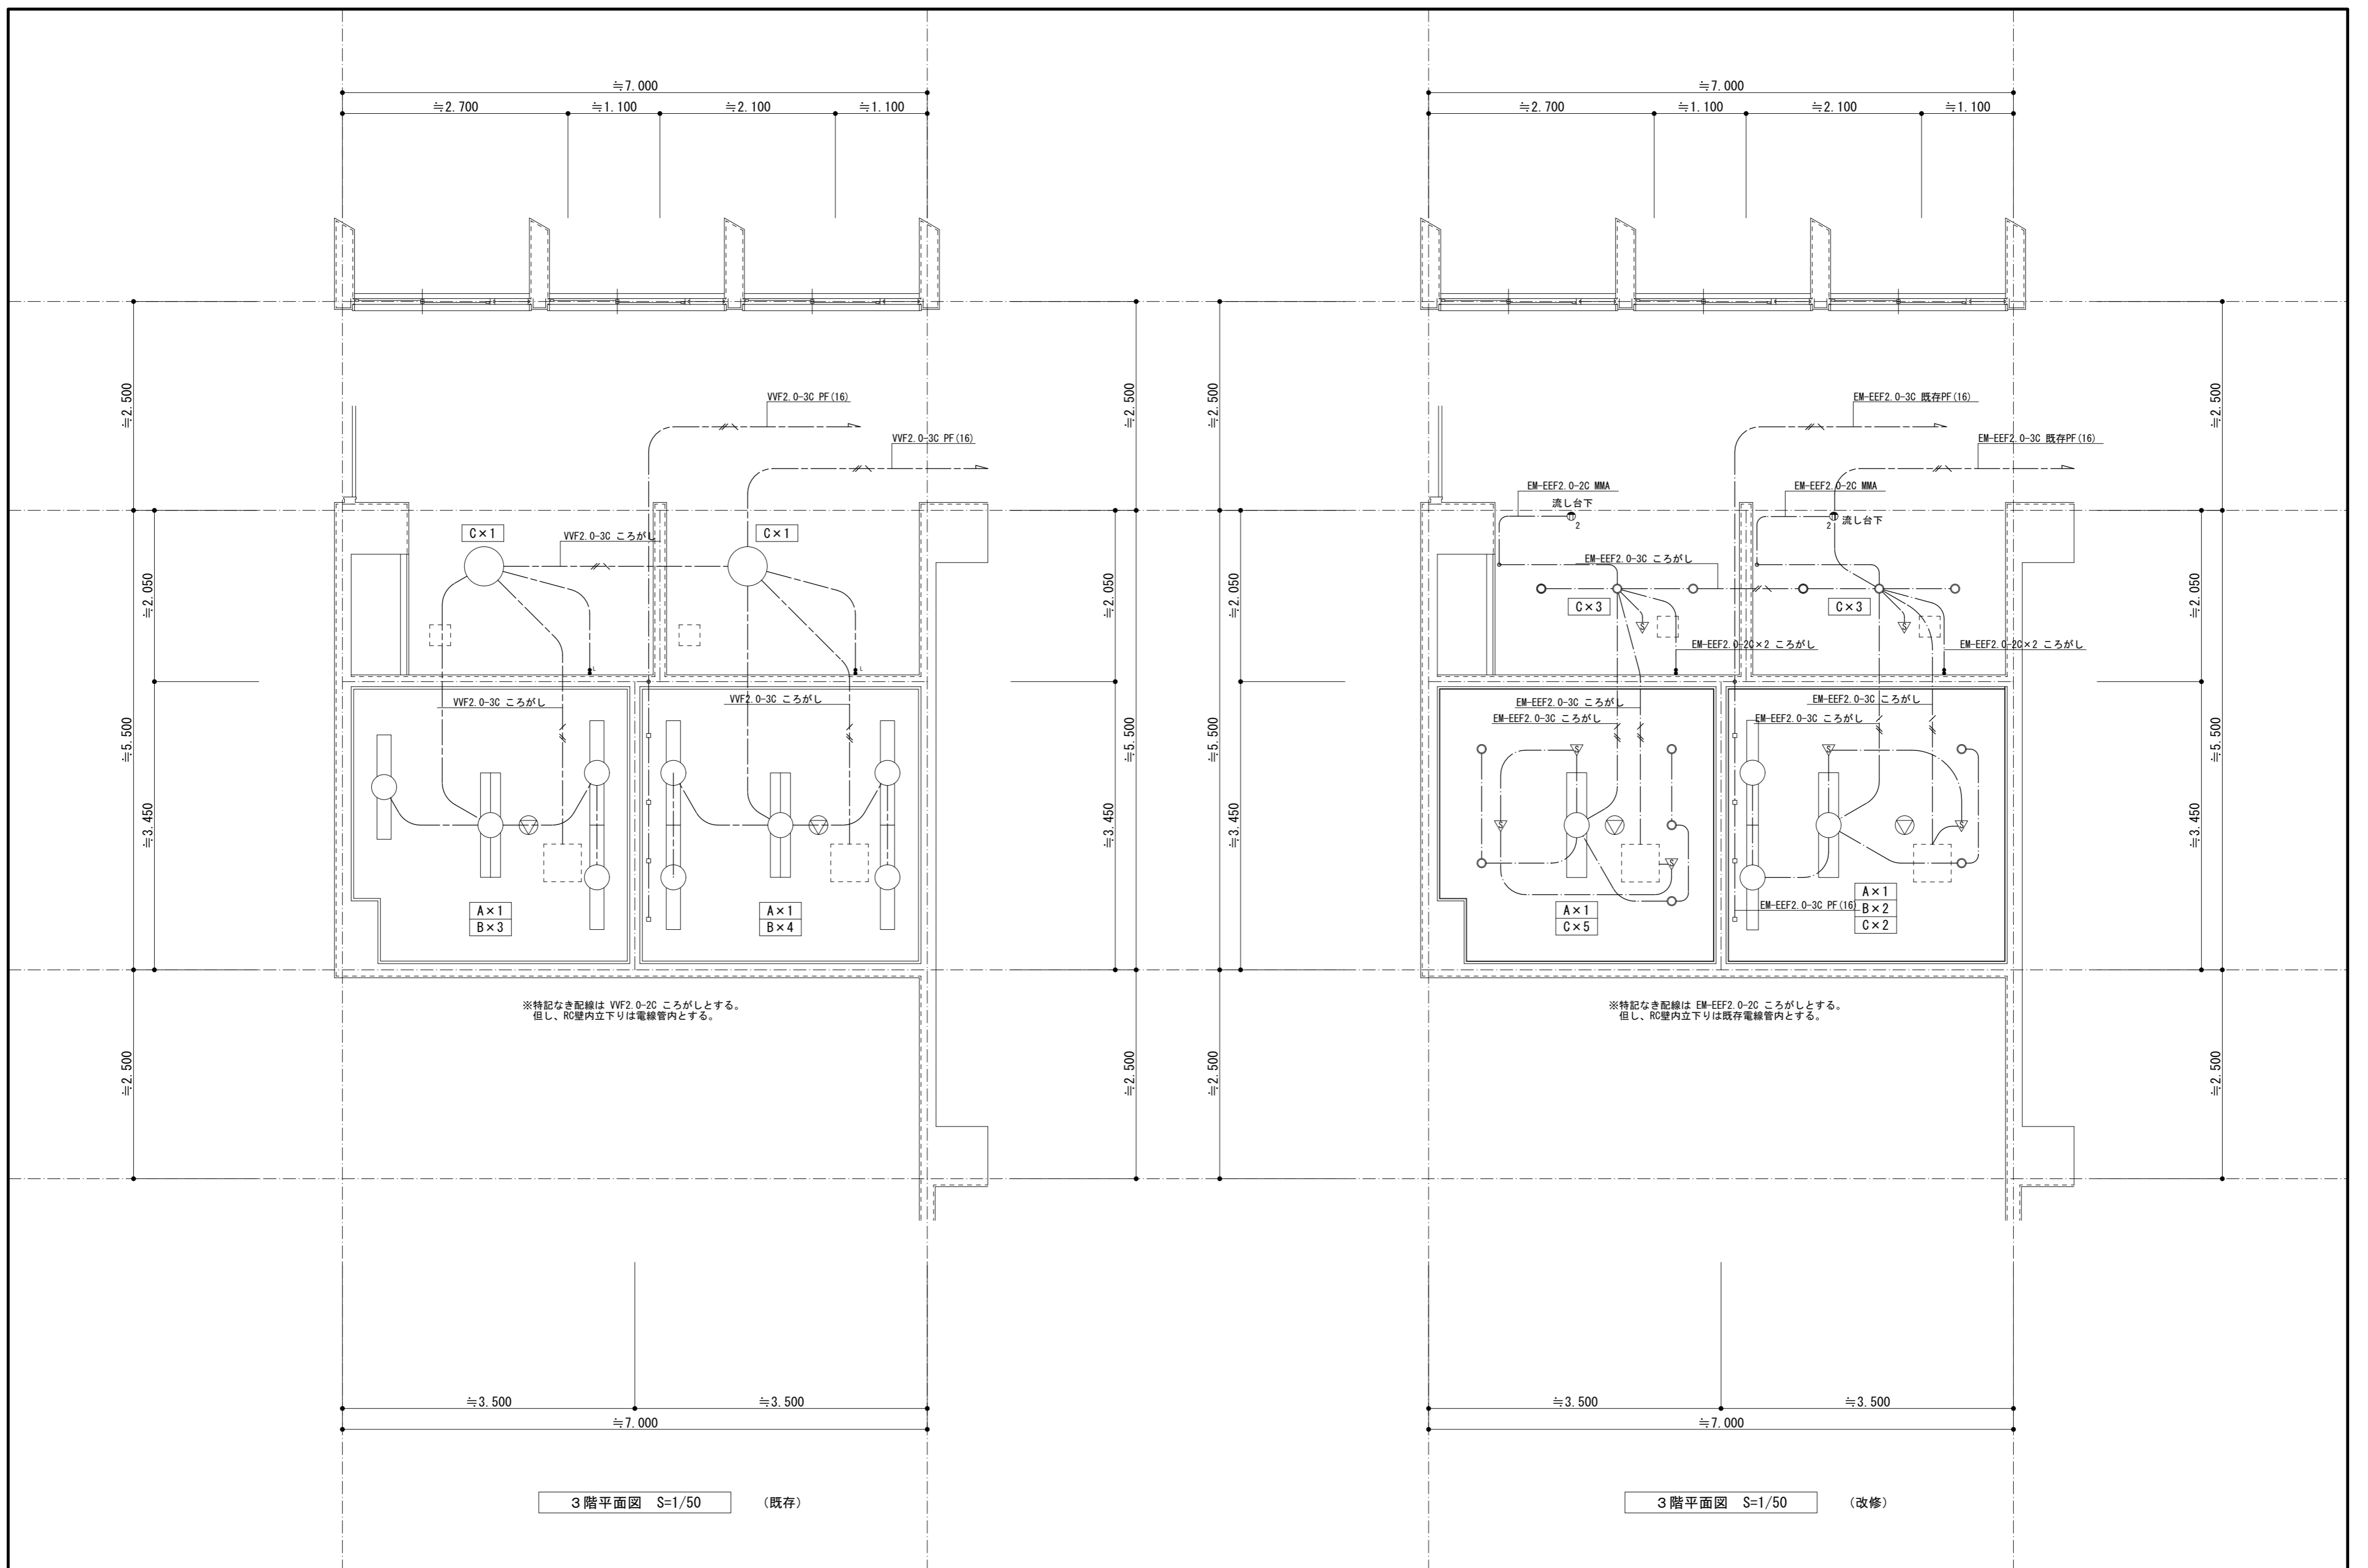 ≒7.000
≒2.700
≒1.100
≒2.100
≒1.100
≒2.500
≒2.050
≒5.500
≒3.450
≒2.500
VVF2.0-3C PF(16)
VVF2.0-3C PF(16)
C×1
C×1
VVF2.0-3C ころがし
L
L
VVF2.0-3C ころがし
VVF2.0-3C ころがし
A×1
B×3
A×1
B×4
※特記なき配線は VVF2.0-2C ころがしとする。
但し、RC壁内立下りは電線管内とする。
≒2.500
≒2.050
≒5.500
≒3.450
≒2.500
≒3.500
≒3.500
≒7.000
3階平面図 S=1/50
（既存）
≒7.000
≒2.700
≒1.100
≒2.100
≒1.100
≒2.500
≒2.050
≒5.500
≒3.450
≒2.500
EM-EEF2.0-3C 既存PF(16)
EM-EEF2.0-3C 既存PF(16)
EM-EEF2.0-2C MMA
流し台下
2
EM-EEF2.0-2C MMA
流し台下
2
EM-EEF2.0-3C ころがし
C×3
C×3
S
S
EM-EEF2.0-2C×2 ころがし
EM-EEF2.0-2C×2 ころがし
EM-EEF2.0-3C ころがし
EM-EEF2.0-3C ころがし
EM-EEF2.0-3C ころがし
EM-EEF2.0-3C ころがし
S
S
S
S
S
A×1
C×5
EM-EEF2.0-3C PF(16)
A×1
B×2
C×2
※特記なき配線は EM-EEF2.0-2C ころがしとする。
但し、RC壁内立下りは既存電線管内とする。
≒2.500
≒2.050
≒5.500
≒3.450
≒2.500
≒3.500
≒3.500
≒7.000
3階平面図 S=1/50
（改修）